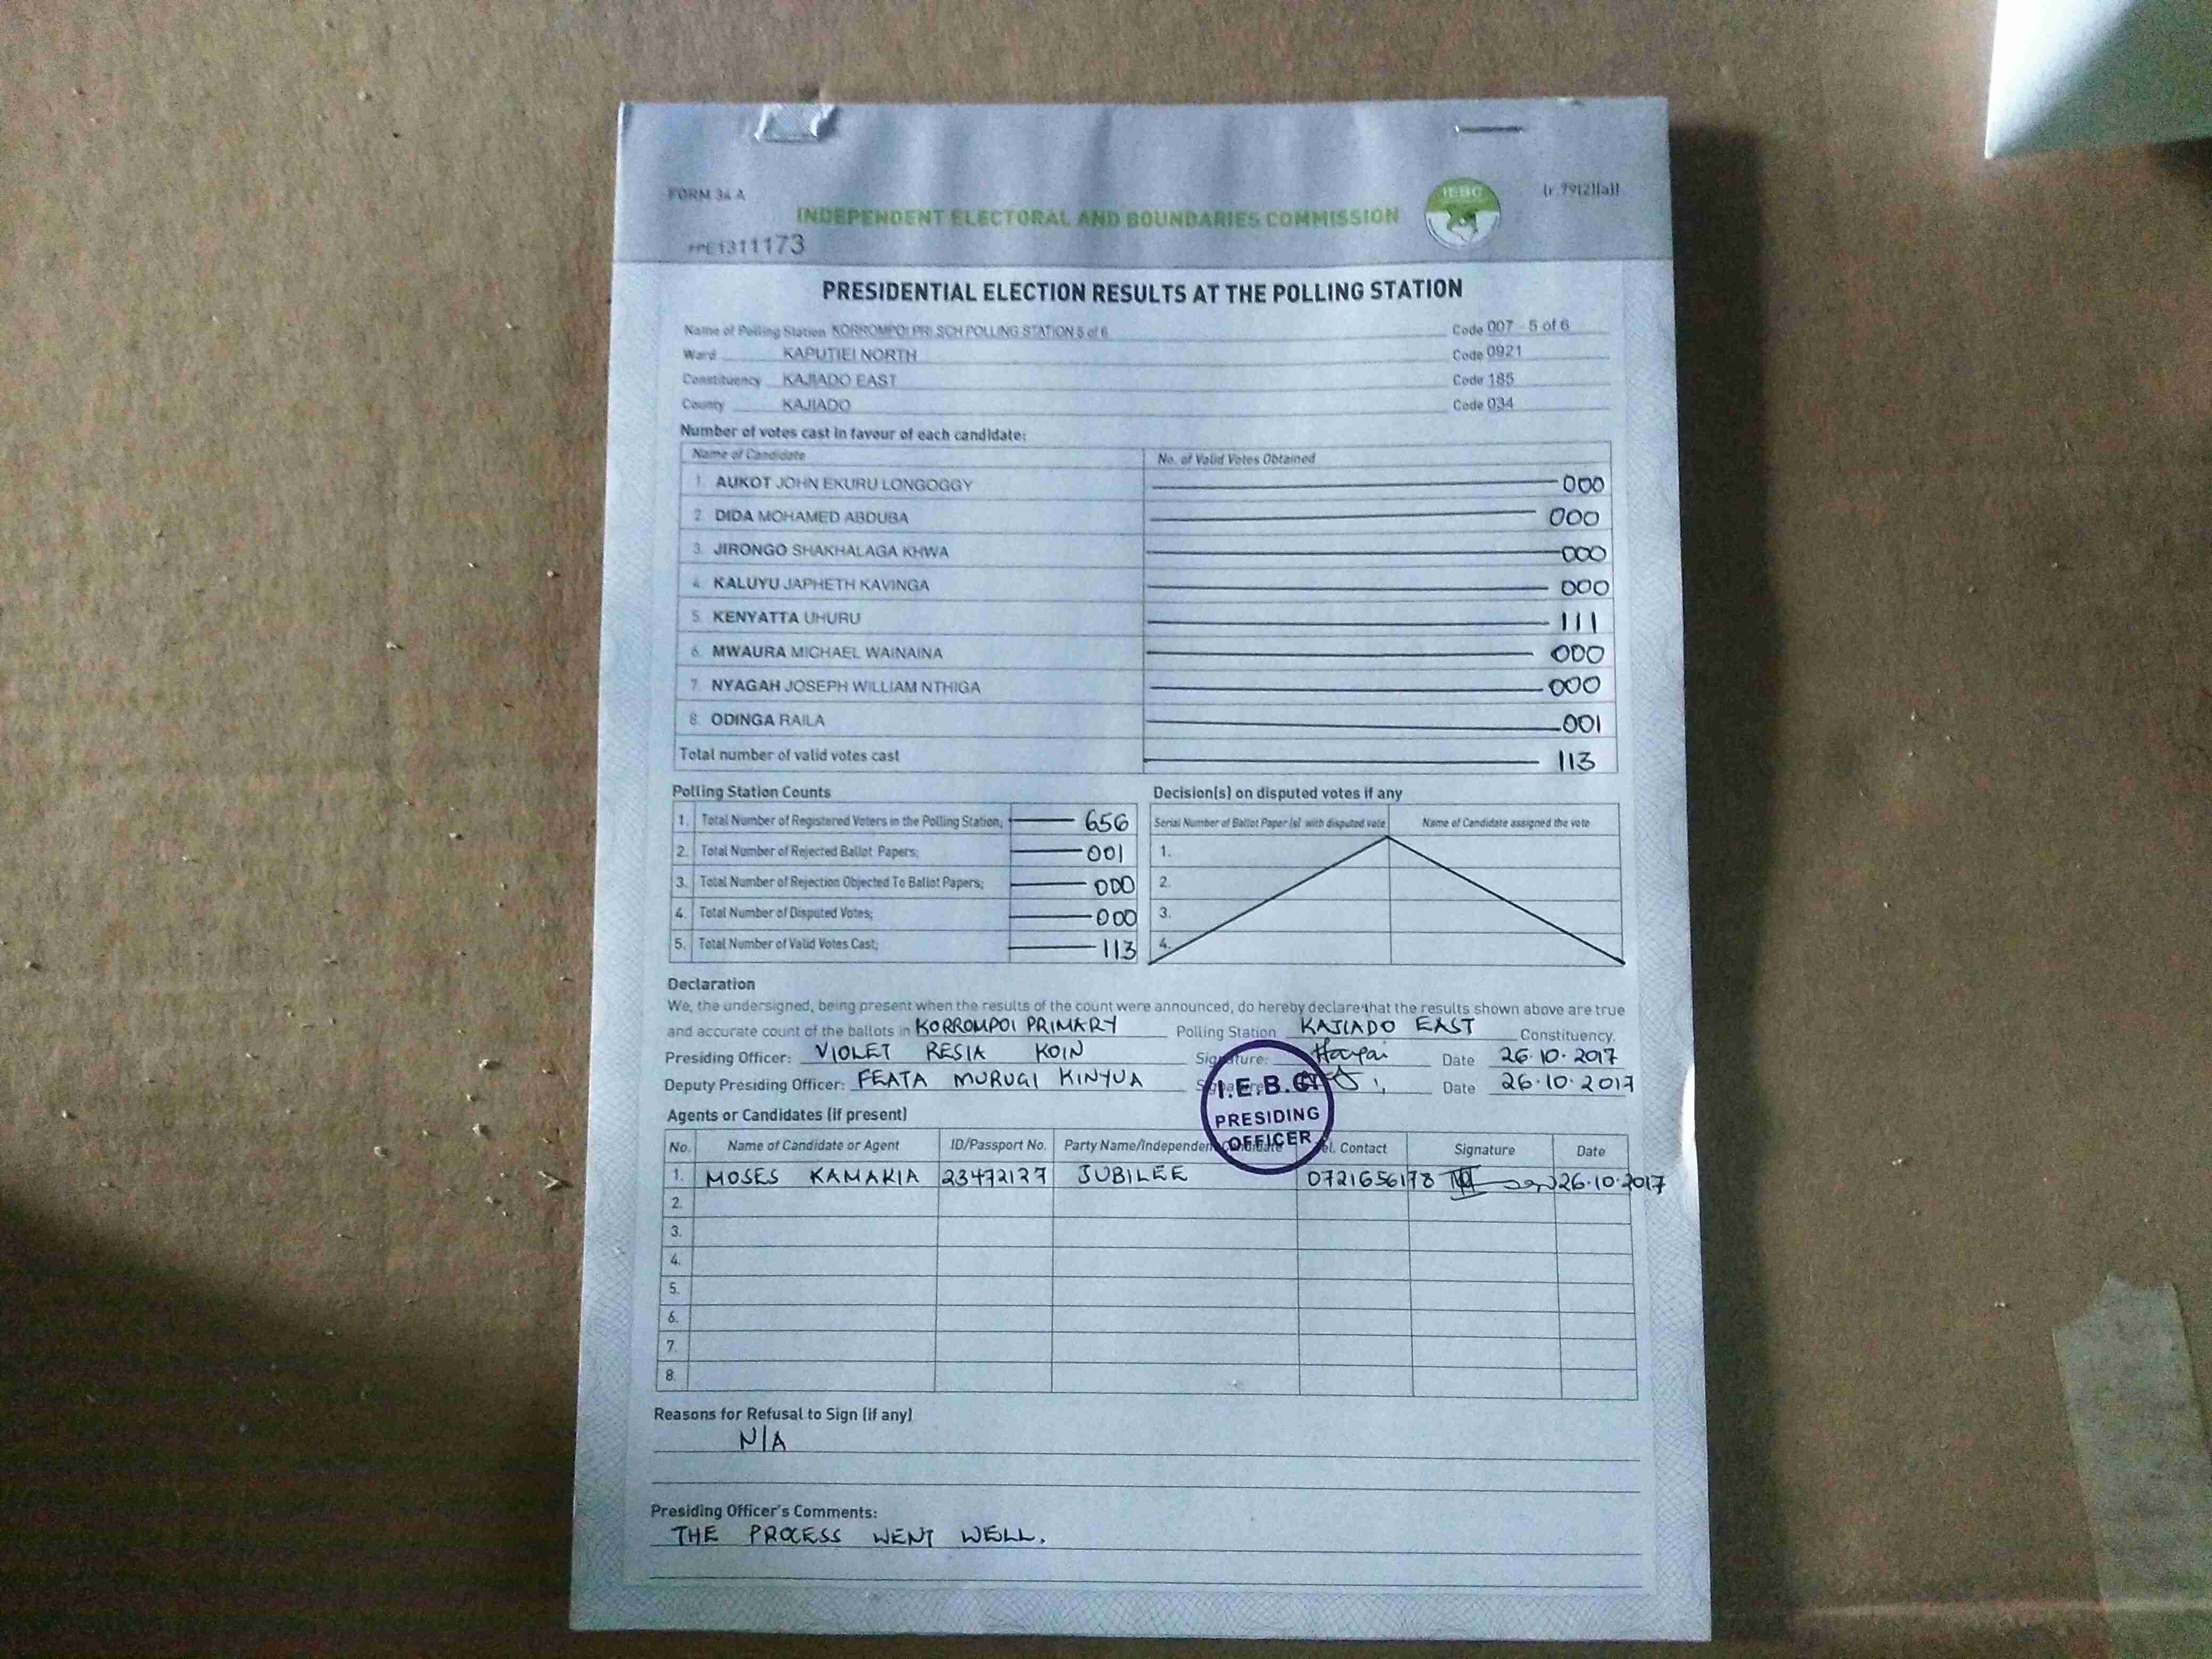 FORM 34 A
(r.79(2)(a))
IEBC
INDEPENDENT ELECTORAL AND BOUNDARIES COMMISSION
PE1311173
PRESIDENTIAL ELECTION RESULTS AT THE POLLING STATION
Name of Polling Station KORROMPOI PRI SCH POLLING STATION 5 of 6 Code 007 - 5 of 6
Ward KAPUTIEI NORTH Code 0921
Constituency KAJIADO EAST Code 185
County KAJIADO Code 034
Number of votes cast in favour of each candidate:
Name of Candidate No. of Valid Votes Obtained
1. AUKOT JOHN EKURU LONGOGGY 000
2. DIDA MOHAMED ABDUBA 000
3. JIRONGO SHAKHALAGA KHWA 000
4. KALUYU JAPHETH KAVINGA 000
5. KENYATTA UHURU 111
6. MWAURA MICHAEL WAINAINA 000
7. NYAGAH JOSEPH WILLIAM NTHIGA 000
8. ODINGA RAILA 001
Total number of valid votes cast 113
Polling Station Counts
1. Total Number of Registered Voters in the Polling Station; 656
2. Total Number of Rejected Ballot Papers; 001
3. Total Number of Rejection Objected To Ballot Papers; 000
4. Total Number of Disputed Votes; 000
5. Total Number of Valid Votes Cast; 113
Decision(s) on disputed votes if any
Serial Number of Ballot Paper (s) with disputed vote Name of Candidate assigned the vote
1.
2.
3.
4.
Declaration
We, the undersigned, being present when the results of the count were announced, do hereby declare that the results shown above are true
and accurate count of the ballots in KORROMPOI PRIMARY Polling Station KAJIADO EAST Constituency.
Presiding Officer: VIOLET RESIA KOIN Signature: Date 26.10.2017
Deputy Presiding Officer: FEATA MURUGI KINYUA Signature: Date 26.10.2017
I.E.B.C
PRESIDING
OFFICER
Agents or Candidates (if present)
No. Name of Candidate or Agent ID/Passport No. Party Name/Independent Candidate Tel. Contact Signature Date
1. MOSES KAMAKIA 23472137 JUBILEE 0721656178 26.10.2017
2.
3.
4.
5.
6.
7.
8.
Reasons for Refusal to Sign (if any)
N/A
Presiding Officer's Comments:
THE PROCESS WENT WELL.